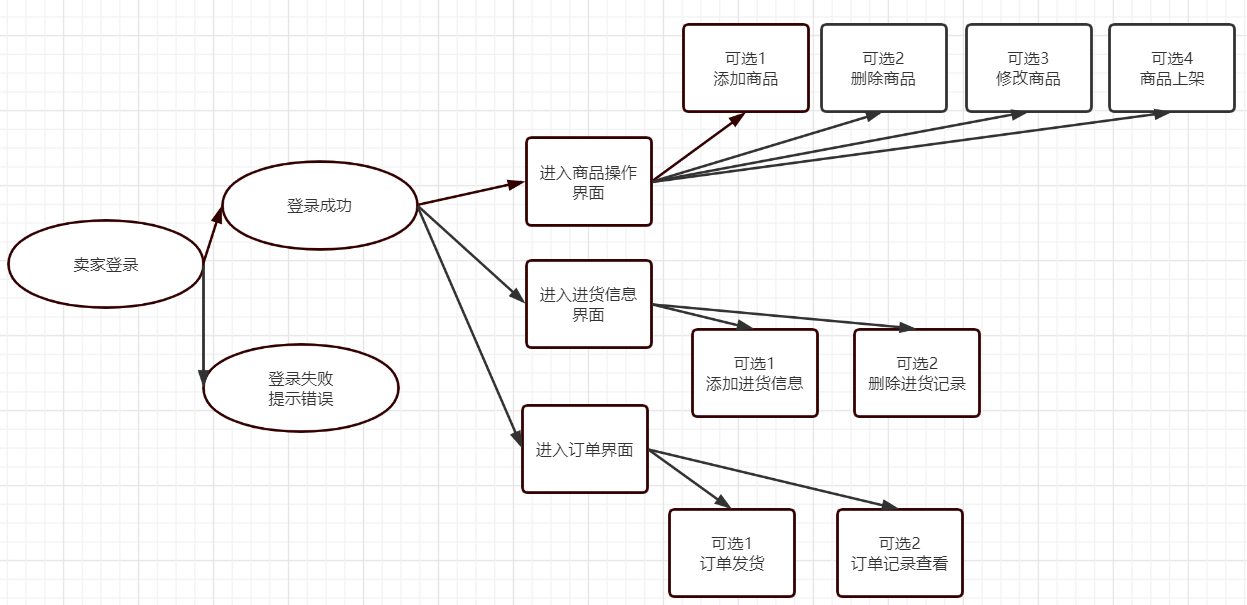 可选1
添加商品
可选2
删除商品
可选3
修改商品
可选4
商品上架
进入商品操作
界面
登录成功
卖家登录
进入进货信息
界面
可选1
添加进货信息
可选2
删除进货记录
登录失败
提示错误
进入订单界面
可选1
订单发货
可选2
订单记录查看